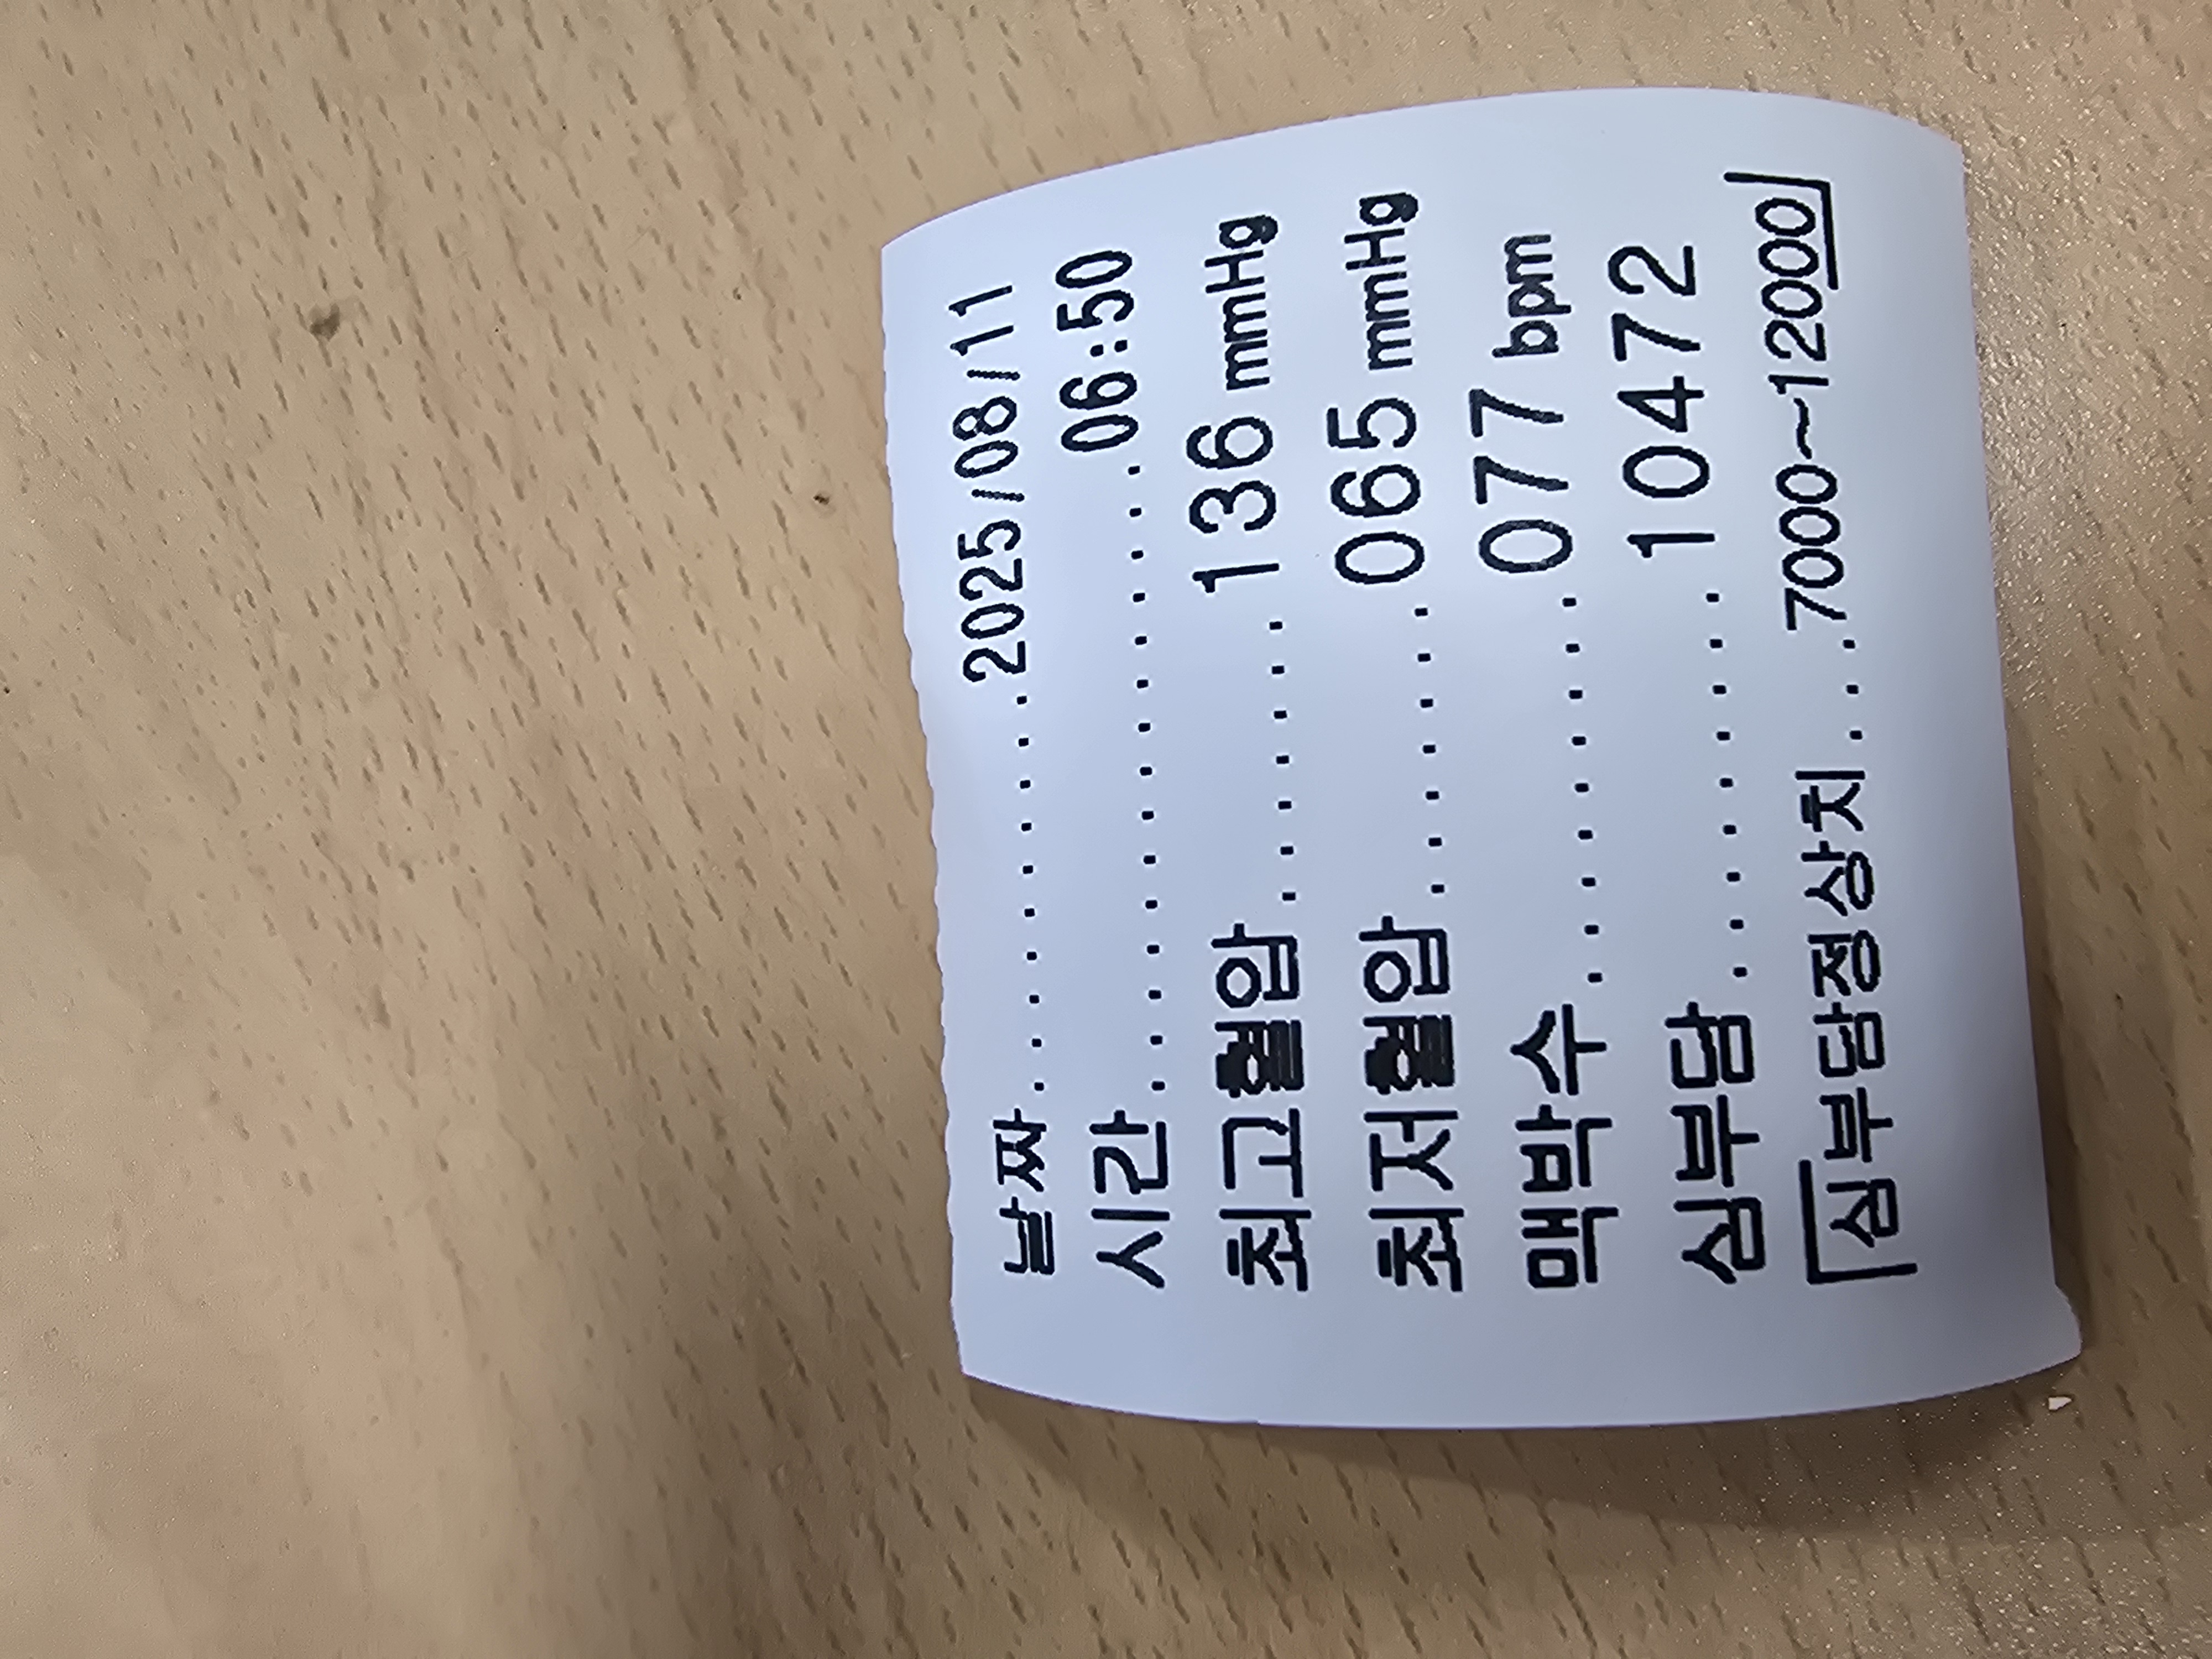 날짜..............2025/08/11
시간...............06:50
최고혈압.......136 mmHg
최저혈압.......065 mmHg
맥박수.........077 bpm
심부담.........10472
「심부담정상치...7000~12000」